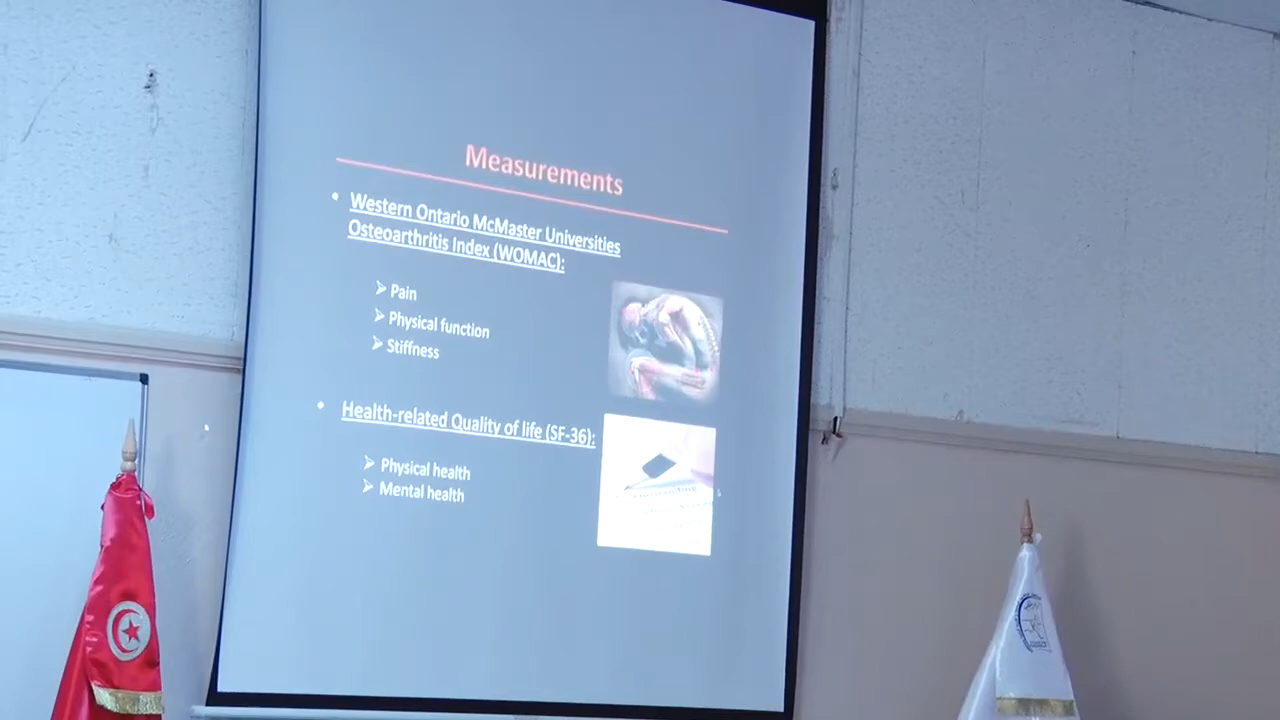 Measurements
• Western Ontario McMaster Universities
Osteoarthritis Index (WOMAC):
➢ Pain
➢ Physical function
➢ Stiffness
• Health-related Quality of life (SF-36):
➢ Physical health
➢ Mental health